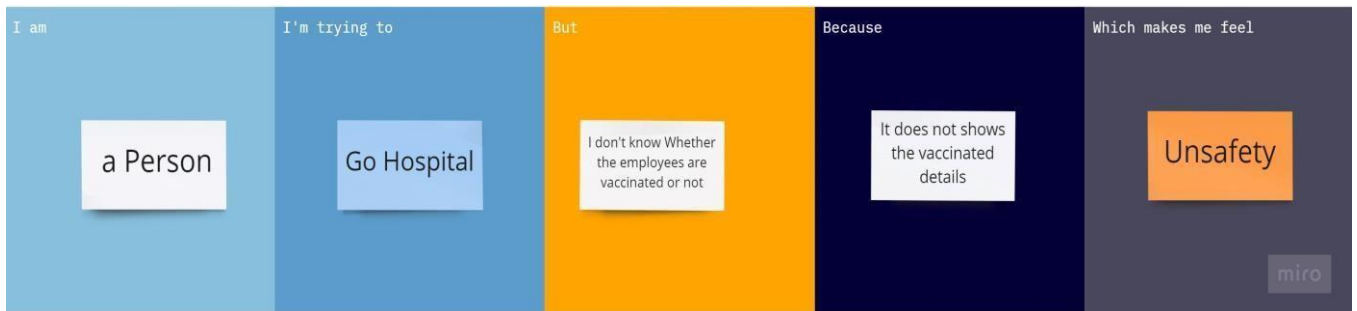 I am
a Person
I'm trying to
Go Hospital
But
I don't know Whether
the employees are
vaccinated or not
Because
It does not shows
the vaccinated
details
Which makes me feel
Unsafety
miro